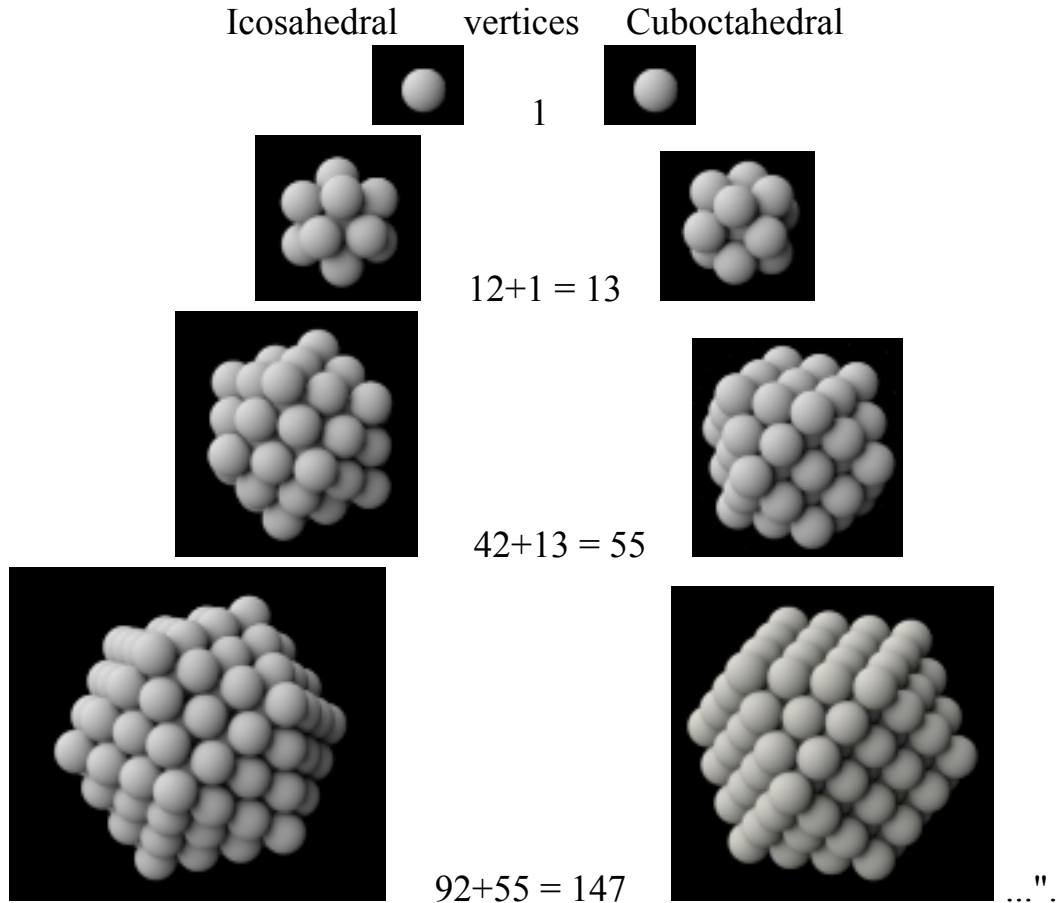 Icosahedral vertices Cuboctahedral
1
12+1 = 13
42+13 = 55
92+55 = 147 ...".